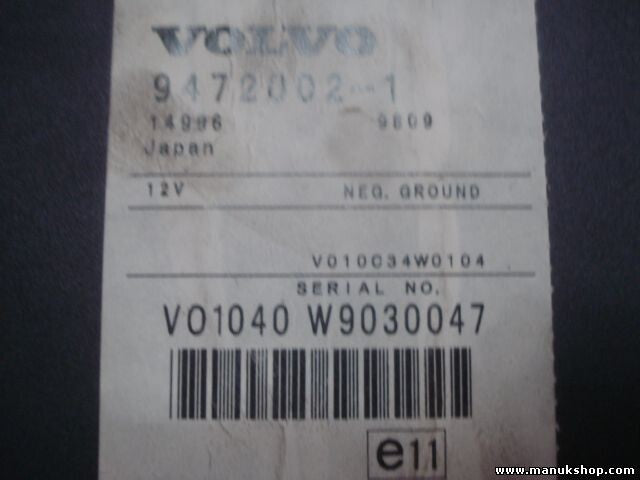 VOLVO
9472002-1
14996 9809
Japan
12V NEG. GROUND
V010C34W0104
SERIAL NO.
VO1040 W9030047
e11
www.manukshop.com